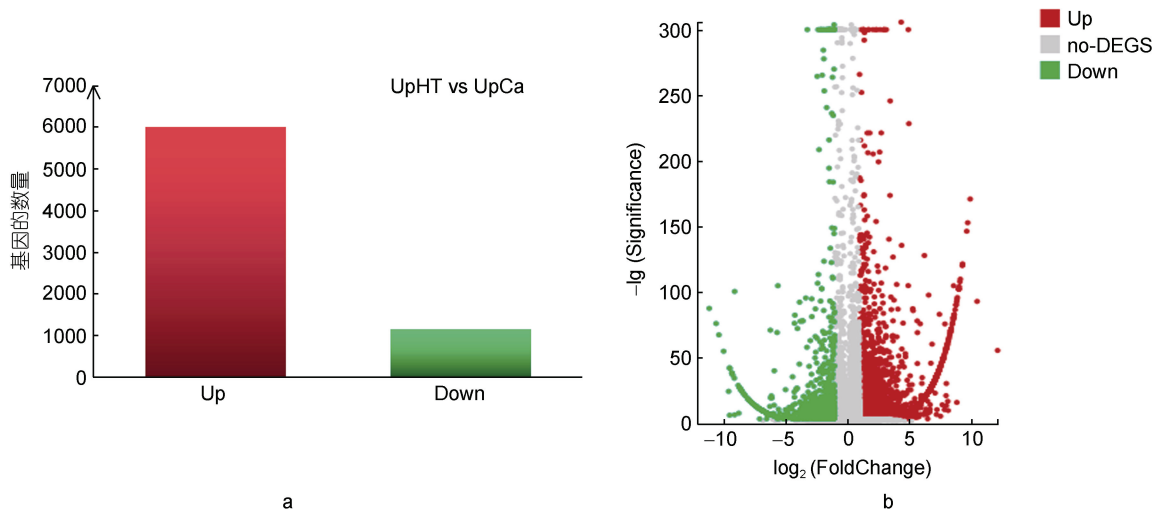 UpHT vs UpCa
基因的数量
7000
6000
5000
4000
3000
2000
1000
0
Up
Down
a
Up
no-DEGS
Down
–lg (Significance)
300
250
200
150
100
50
0
–10
–5
0
5
10
log₂ (FoldChange)
b